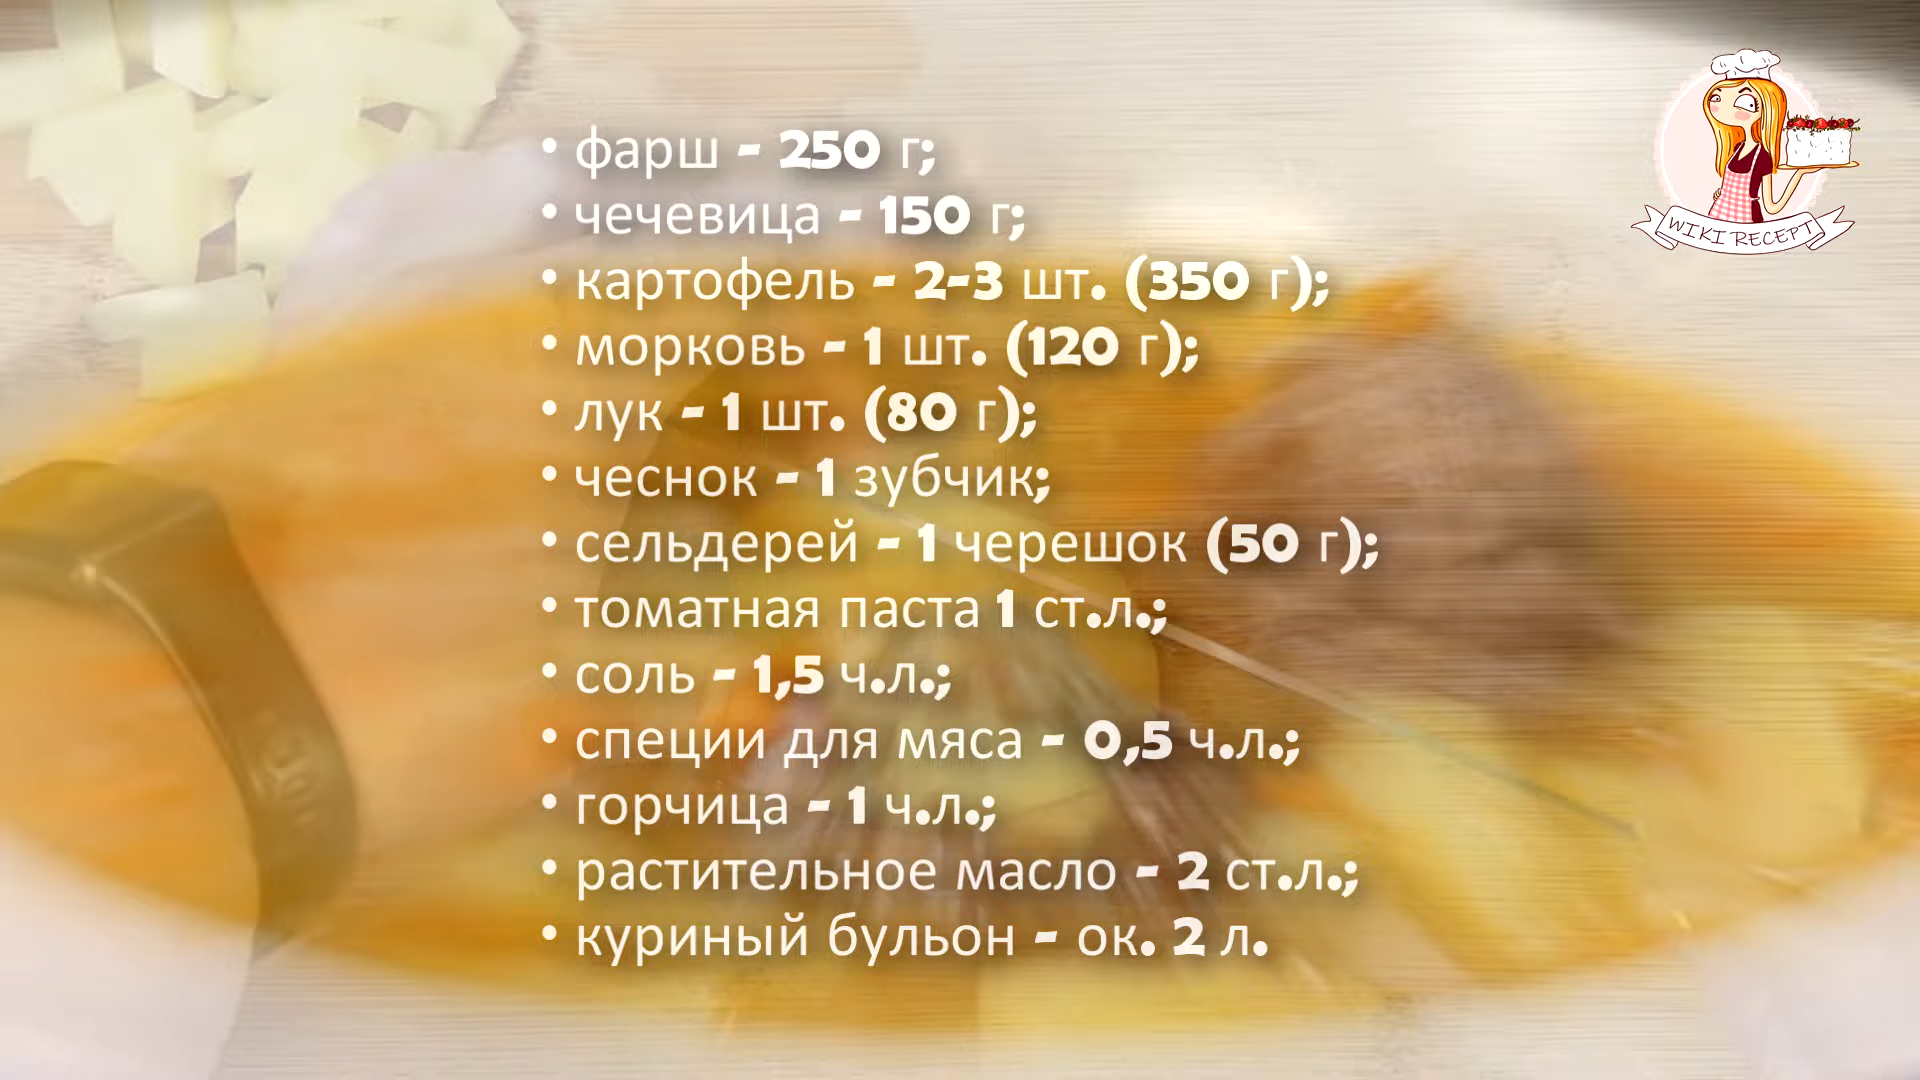 • фарш - 250 г;
• чечевица - 150 г;
• картофель - 2-3 шт. (350 г);
• морковь - 1 шт. (120 г);
• лук - 1 шт. (80 г);
• чеснок - 1 зубчик;
• сельдерей - 1 черешок (50 г);
• томатная паста 1 ст.л.;
• соль - 1,5 ч.л.;
• специи для мяса - 0,5 ч.л.;
• горчица - 1 ч.л.;
• растительное масло - 2 ст.л.;
• куриный бульон - ок. 2 л.
WIKI RECEPT